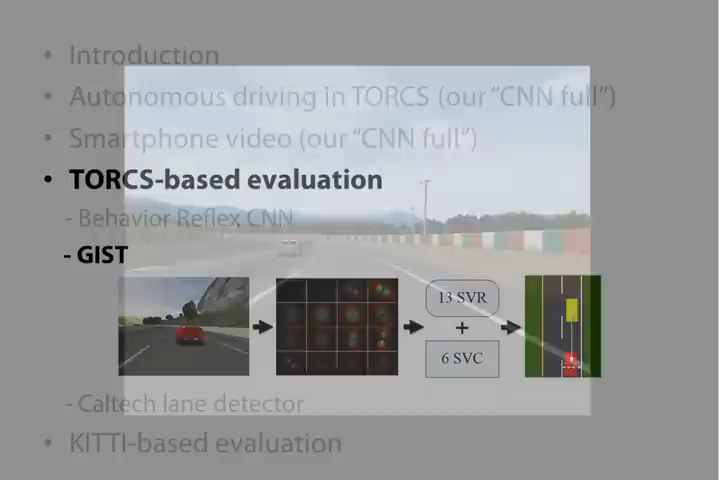 • Introduction
• Autonomous driving in TORCS (our “CNN full”)
• Smartphone video (our “CNN full”)
• TORCS-based evaluation
- Behavior Reflex CNN
- GIST
13 SVR
+
6 SVC
- Caltech lane detector
• KITTI-based evaluation